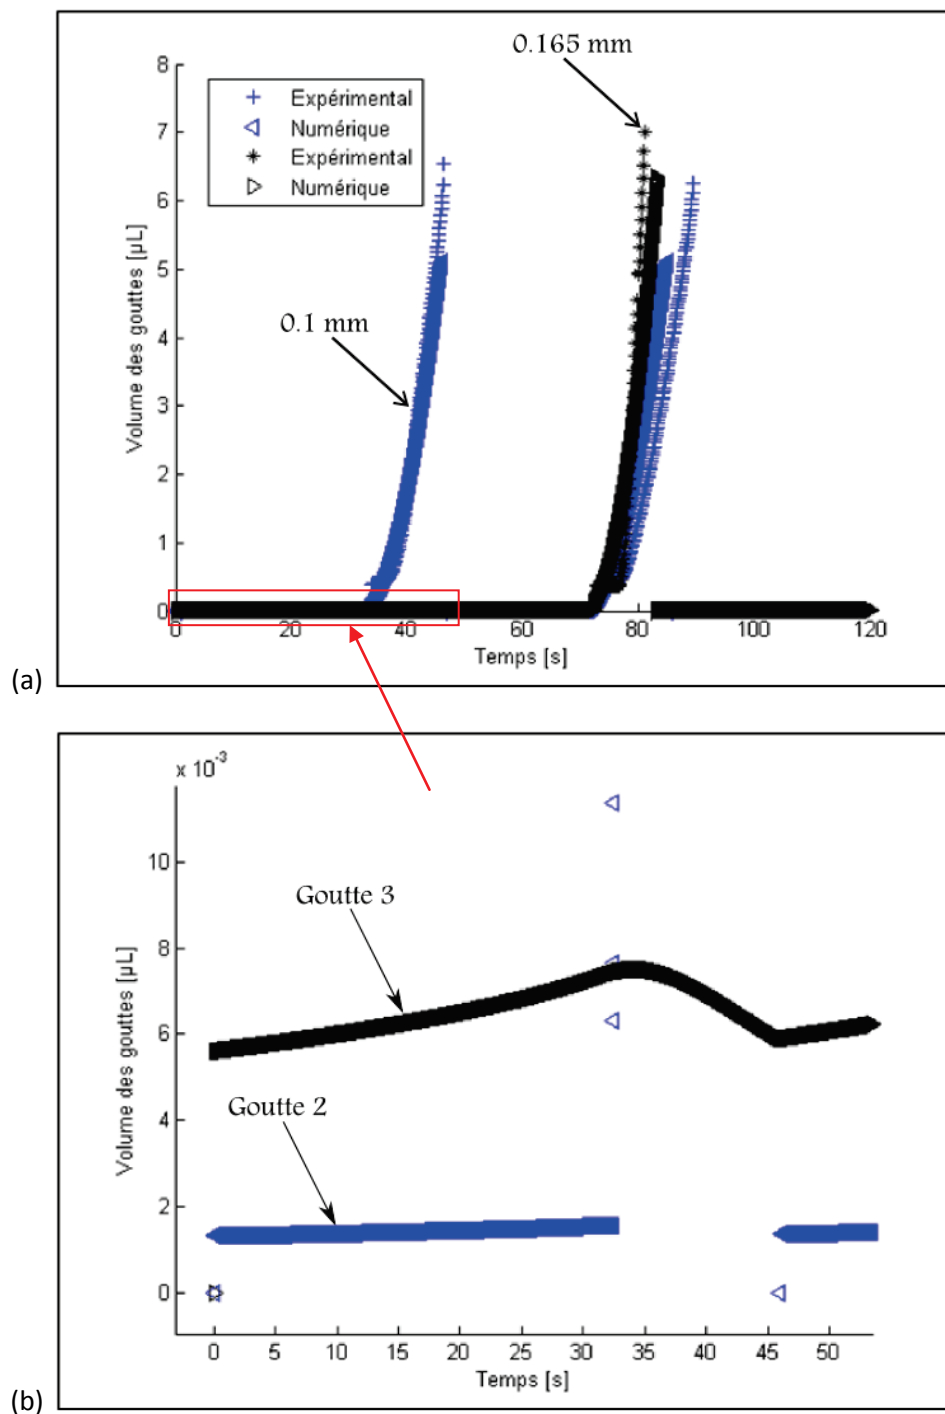 0.165 mm
8
7
6
5
4
3
2
1
0
Volume des gouttes [µL]
Expérimental
Numérique
Expérimental
Numérique
0.1 mm
0 20 40 60 80 100 120
Temps [s]
(a)
x 10-3
10
8
6
4
2
0
Volume des gouttes [µL]
Goutte 3
Goutte 2
0 5 10 15 20 25 30 35 40 45 50
Temps [s]
(b)